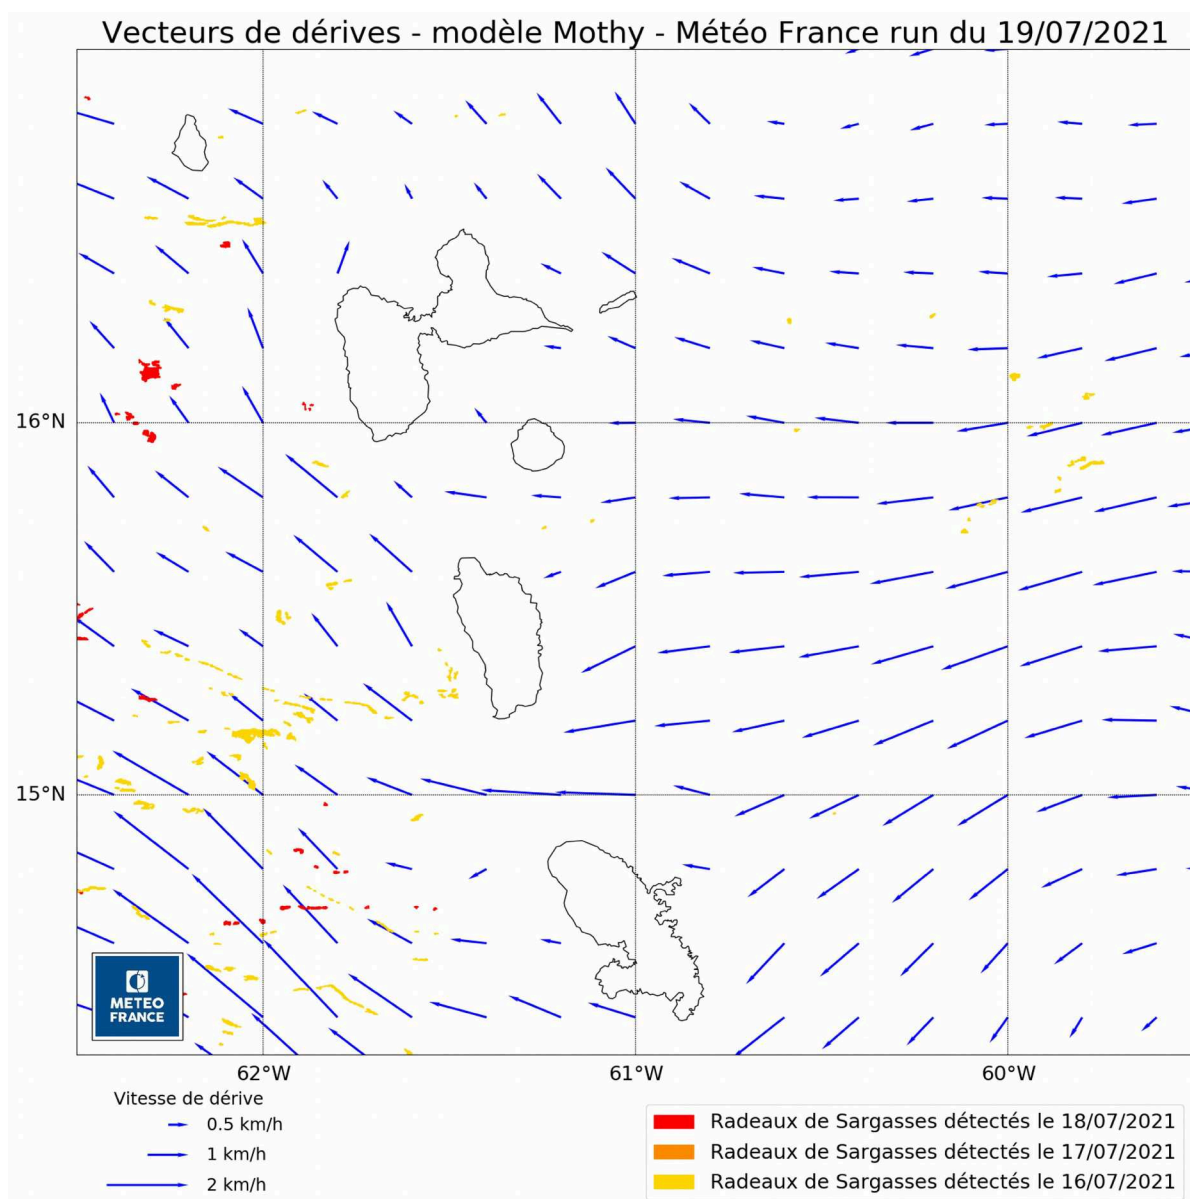 Vecteurs de dérives - modèle Mothy - Météo France run du 19/07/2021
16°N
15°N
METEO
FRANCE
62°W
61°W
60°W
Vitesse de dérive
0.5 km/h
1 km/h
2 km/h
Radeaux de Sargasses détectés le 18/07/2021
Radeaux de Sargasses détectés le 17/07/2021
Radeaux de Sargasses détectés le 16/07/2021